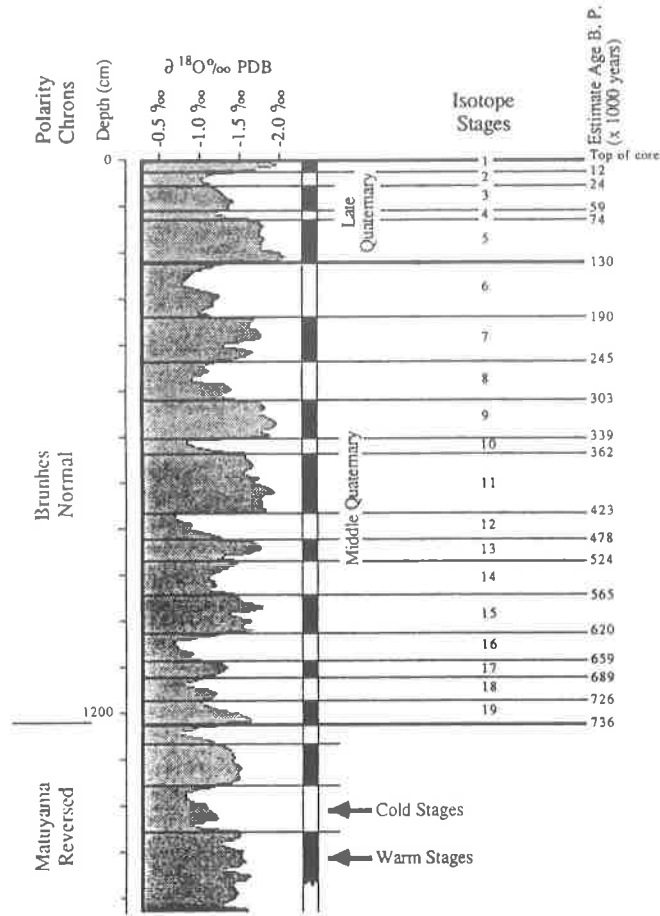 ∂ ¹⁸O‰ PDB
Polarity
Chrons
Depth (cm)
-0.5 ‰
-1.0 ‰
-1.5 ‰
-2.0 ‰
Isotope
Stages
Estimate Age B. P.
(x 1000 years)
0
1
Top of core
12
2
24
3
59
4
74
Late
Quaternary
5
130
6
190
7
245
8
303
9
339
10
362
11
Brunhes
Normal
Middle Quaternary
423
12
478
13
524
14
565
15
620
16
659
17
689
18
726
1200
19
736
Matuyama
Reversed
Cold Stages
Warm Stages